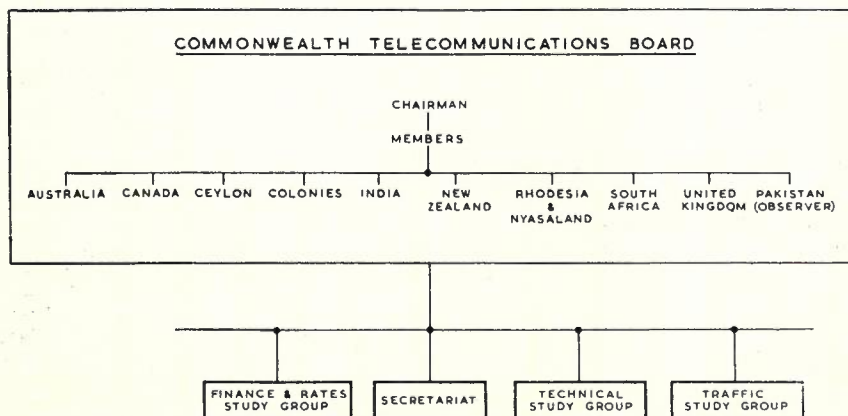 COMMONWEALTH TELECOMMUNICATIONS BOARD
CHAIRMAN
MEMBERS
AUSTRALIA
CANADA
CEYLON
COLONIES
INDIA
NEW
ZEALAND
RHODESIA
&
NYASALAND
SOUTH
AFRICA
UNITED
KINGDOM
PAKISTAN
(OBSERVER)
FINANCE & RATES
STUDY GROUP
SECRETARIAT
TECHNICAL
STUDY GROUP
TRAFFIC
STUDY GROUP